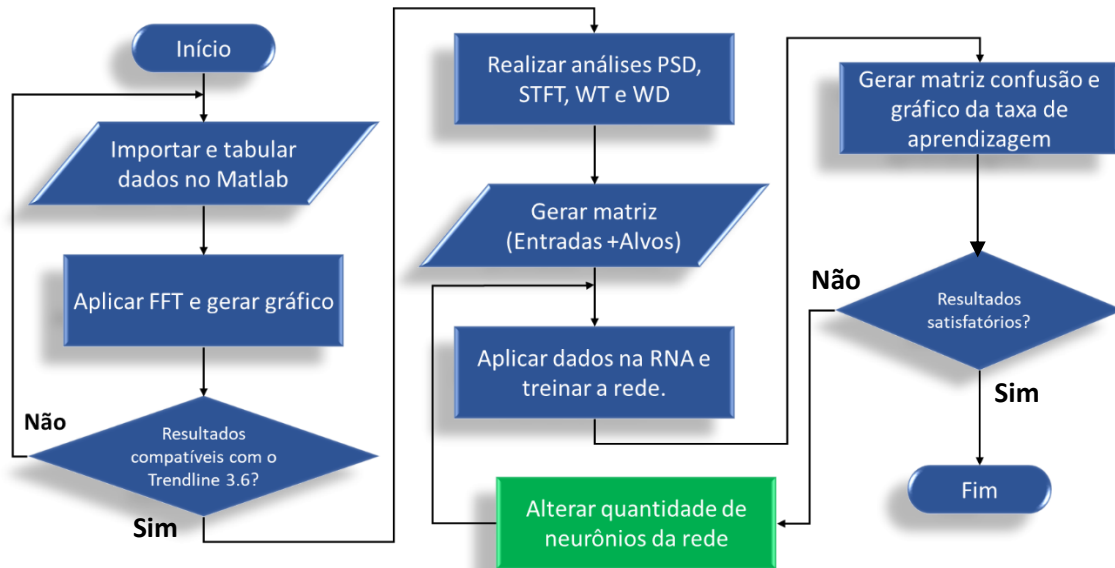 Início
Importar e tabular
dados no Matlab
Aplicar FFT e gerar gráfico
Não
Resultados
compatíveis com o
Trendline 3.6?
Sim
Realizar análises PSD,
STFT, WT e WD
Gerar matriz
(Entradas +Alvos)
Aplicar dados na RNA e
treinar a rede.
Alterar quantidade de
neurônios da rede
Gerar matriz confusão e
gráfico da taxa de
aprendizagem
Não
Resultados
satisfatórios?
Sim
Fim